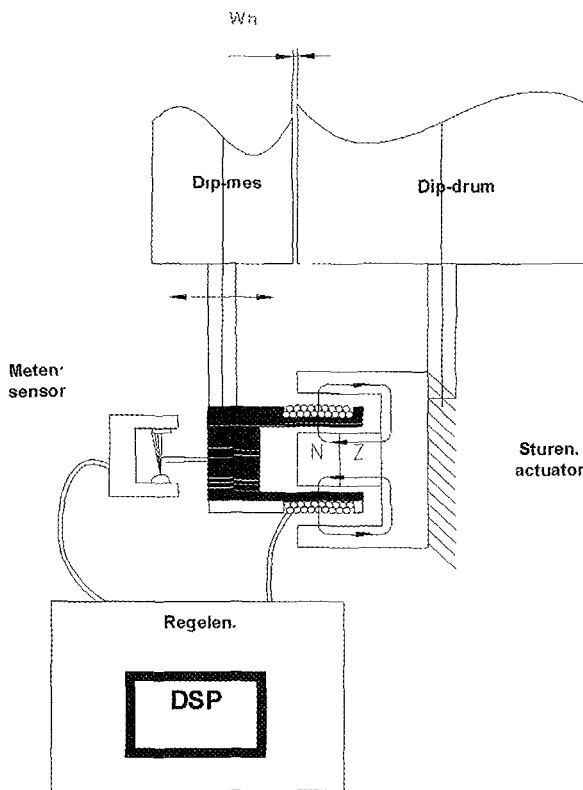 Wn
Dip-mes
Dip-drum
Meten
sensor
N Z
Sturen.
actuator
Regelen.
DSP